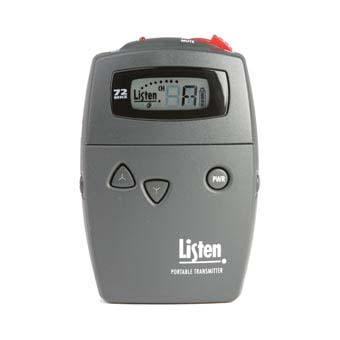 MUTE
72
MHZ
Listen
CH
A
PWR
Listen
PORTABLE TRANSMITTER